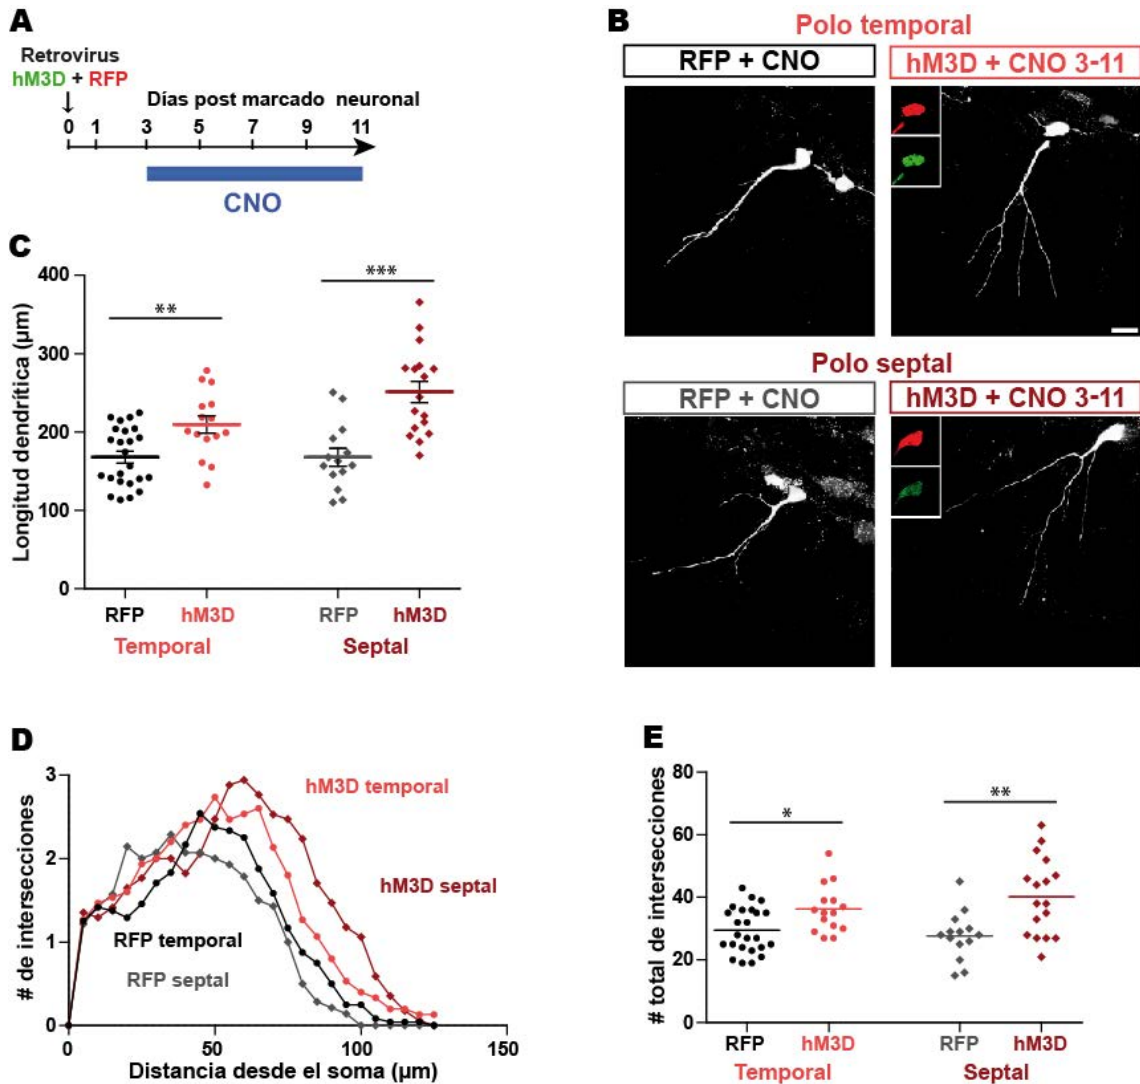 A
Retrovirus
hM3D + RFP
Días post marcado neuronal
0 1 3 5 7 9 11
CNO
B
Polo temporal
RFP + CNO
hM3D + CNO 3-11
Polo septal
RFP + CNO
hM3D + CNO 3-11
C
Longitud dendrítica (µm)
400
300
200
100
0
**
***
RFP hM3D RFP hM3D
Temporal Septal
D
# de intersecciones
3
2
1
0
hM3D temporal
hM3D septal
RFP temporal
RFP septal
0 50 100 150
Distancia desde el soma (µm)
E
# total de intersecciones
80
60
40
20
0
*
**
RFP hM3D RFP hM3D
Temporal Septal